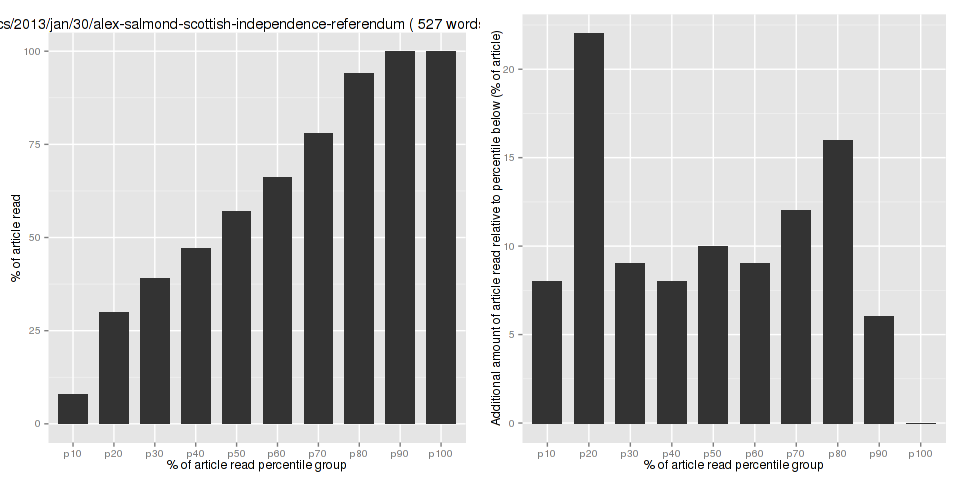 cs/2013/jan/30/alex-salmond-scottish-independence-referendum ( 527 words
100
75
50
25
0
% of article read
p10 p20 p30 p40 p50 p60 p70 p80 p90 p100
% of article read percentile group
Additional amount of article read relative to percentile below (% of article)
20
15
10
5
0
p10 p20 p30 p40 p50 p60 p70 p80 p90 p100
% of article read percentile group